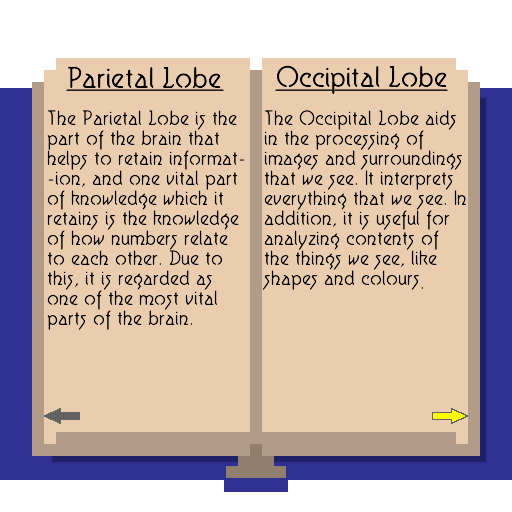 Parietal Lobe
The Parietal Lobe is the
part of the brain that
helps to retain informat-
-ion, and one vital part
of knowledge which it
retains is the knowledge
of how numbers relate
to each other. Due to
this, it is regarded as
one of the most vital
parts of the brain.
Occipital Lobe
The Occipital Lobe aids
in the processing of
images and surroundings
that we see. It interprets
everything that we see. In
addition, it is useful for
analyzing contents of
the things we see, like
shapes and colours.